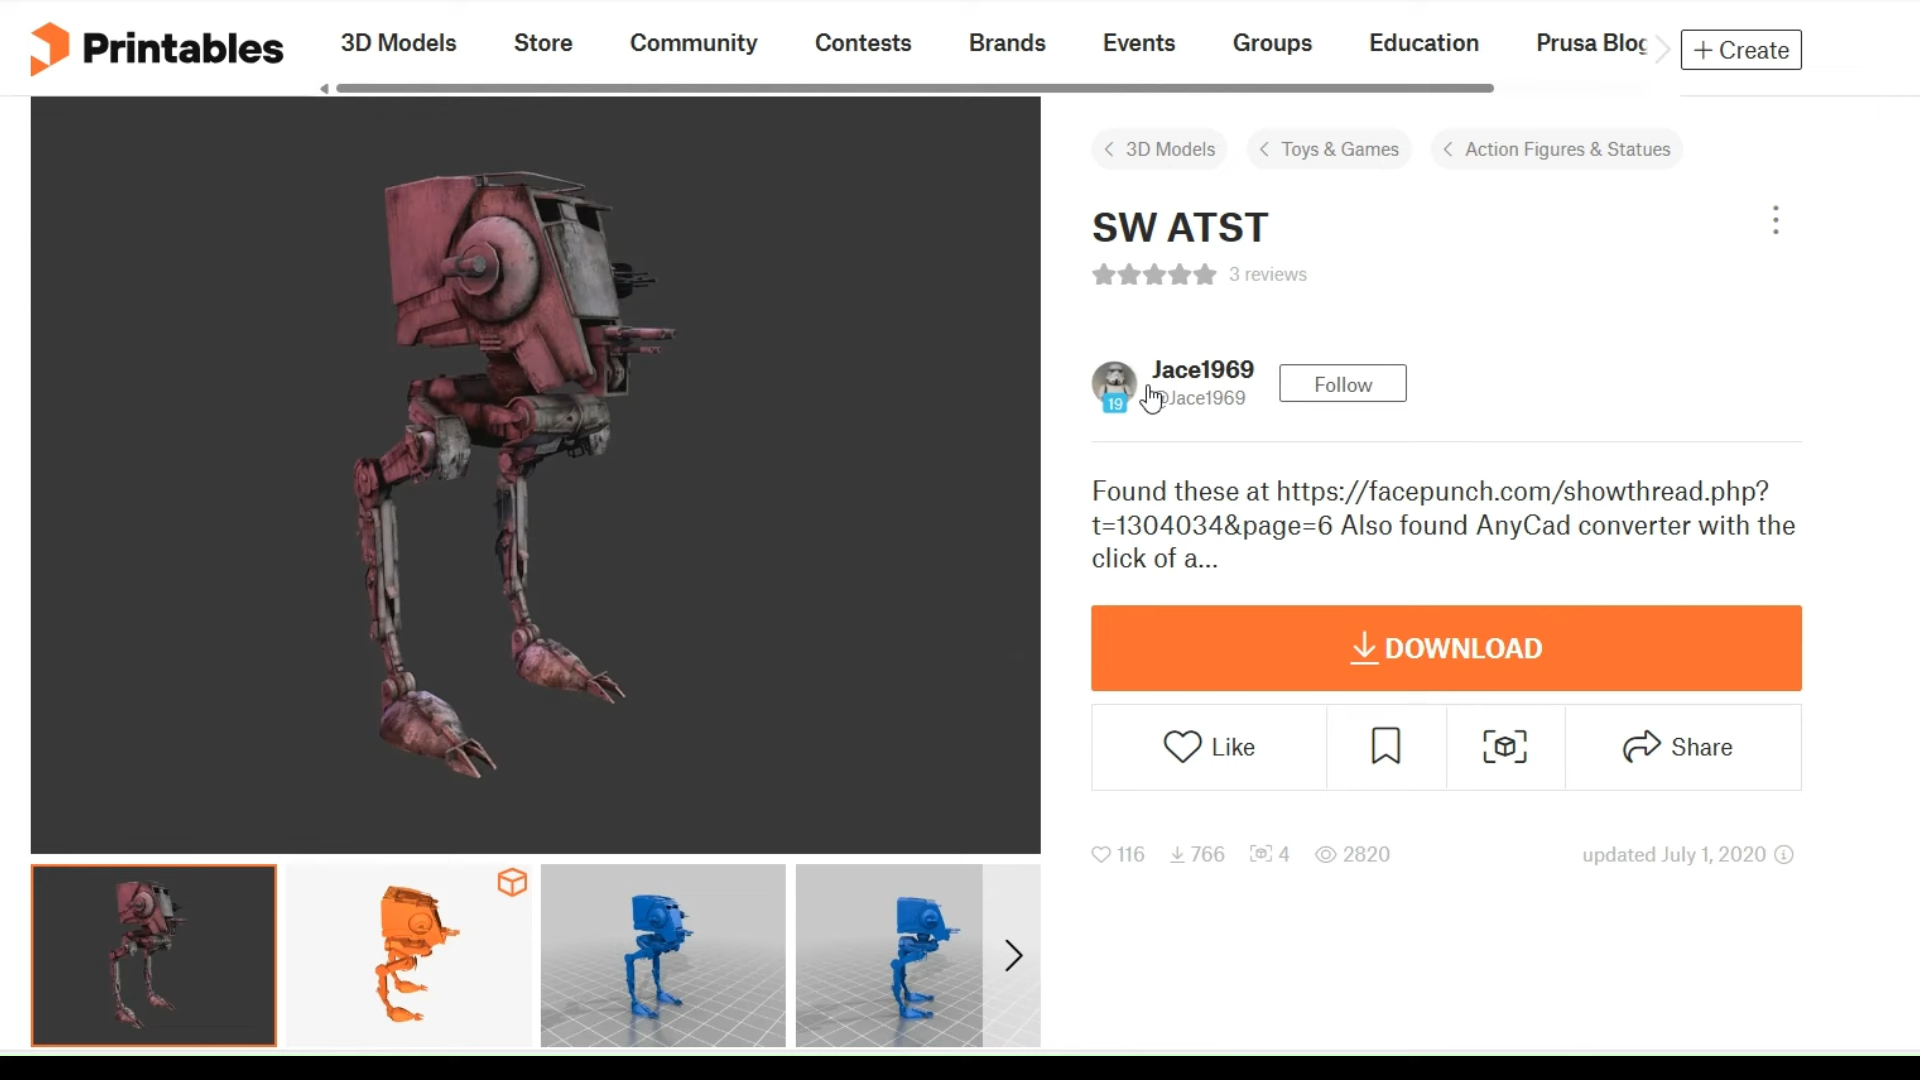 Printables
3D Models
Store
Community
Contests
Brands
Events
Groups
Education
Prusa Blog
+ Create
3D Models
Toys & Games
Action Figures & Statues
SW ATST
3 reviews
Jace1969
@Jace1969
19
Follow
Found these at https://facepunch.com/showthread.php?
t=1304034&page=6 Also found AnyCad converter with the
click of a...
DOWNLOAD
Like
Share
116
766
4
2820
updated July 1, 2020